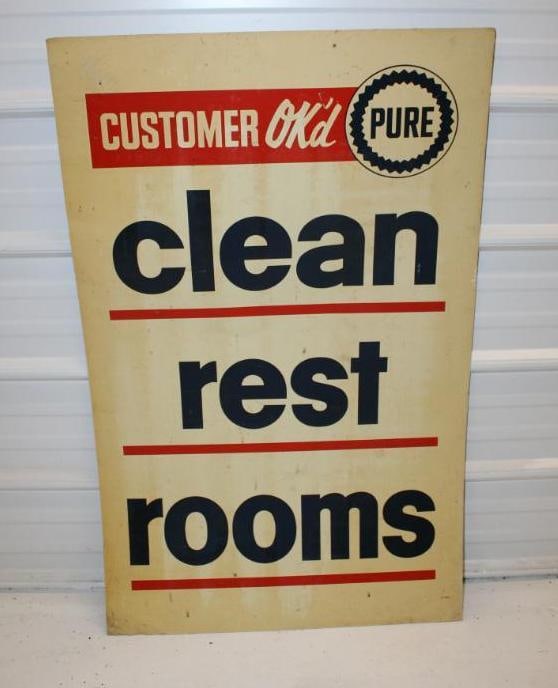 CUSTOMER OK'd PURE
clean
rest
rooms